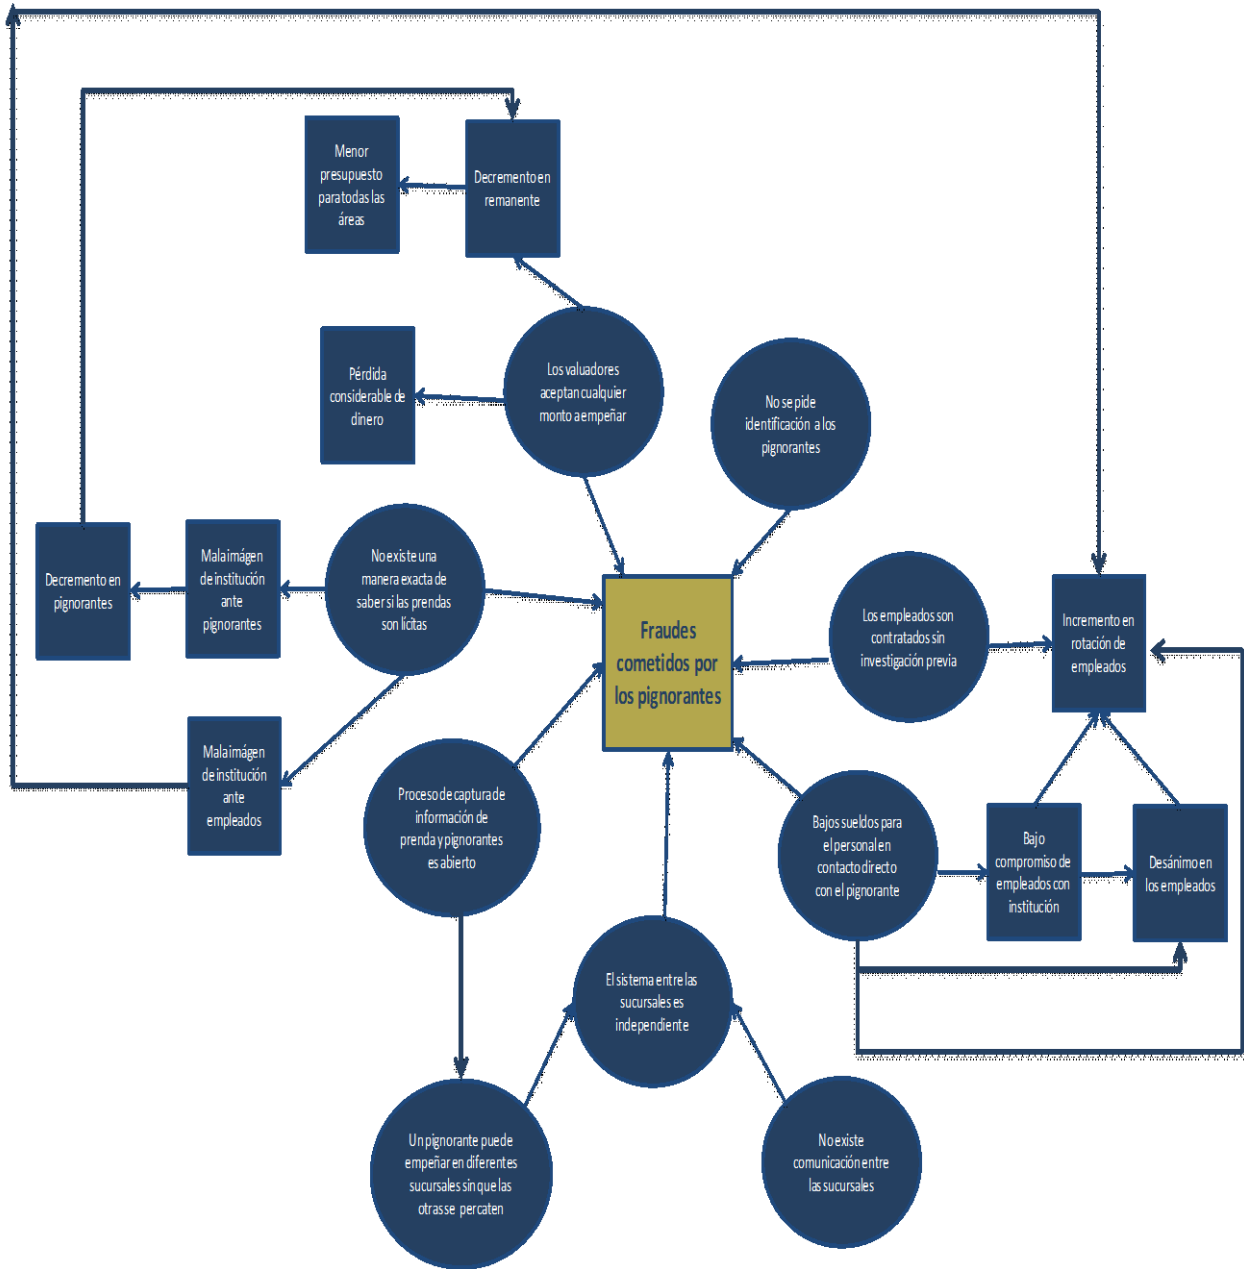 Menor
presupuesto
para todas las
áreas
Decremento en
remanente
Pérdida
considerable de
dinero
Los valuadores
aceptan cualquier
monto a empeñar
No se pide
identificación a los
pignorantes
Decremento en
pignorantes
Mala imágen
de institución
ante
pignorantes
No existe una
manera exacta de
saber si las prendas
son lícitas
Fraudes
cometidos por
los pignorantes
Los empleados son
contratados sin
investigación previa
Incremento en
rotación de
empleados
Mala imágen
de institución
ante
empleados
Proceso de captura de
información de
prenda y pignorantes
es abierto
Bajos sueldos para
el personal en
contacto directo
con el pignorante
Bajo
compromiso de
empleados con
institución
Desánimo en
los empleados
El sistema entre las
sucursales es
independiente
Un pignorante puede
empeñar en diferentes
sucursales sin que las
otras se percaten
No existe
comunicación entre
las sucursales